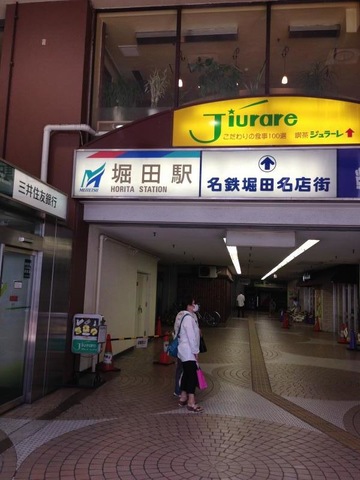 Jiurare
こだわりの食事100選 喫茶 ジュラーレ
堀田駅
HORITA STATION
MEITETSU
名鉄堀田名店街
三井住友銀行
Jiurare